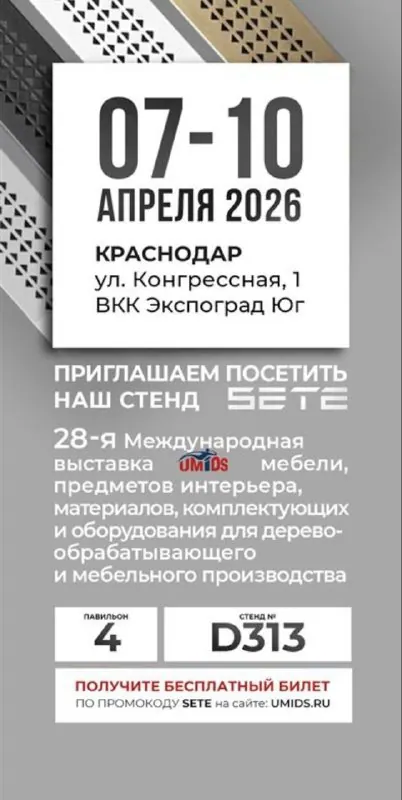 07-10
АПРЕЛЯ 2026
КРАСНОДАР
ул. Конгрессная, 1
ВКК Экспоград Юг
ПРИГЛАШАЕМ ПОСЕТИТЬ
НАШ СТЕНД SETE
28-я Международная
выставка UMIDS мебели,
предметов интерьера,
материалов, комплектующих
и оборудования для дерево-
обрабатывающего
и мебельного производства
ПАВИЛЬОН
4
СТЕНД №
D313
ПОЛУЧИТЕ БЕСПЛАТНЫЙ БИЛЕТ
ПО ПРОМОКОДУ SETE на сайте: UMIDS.RU